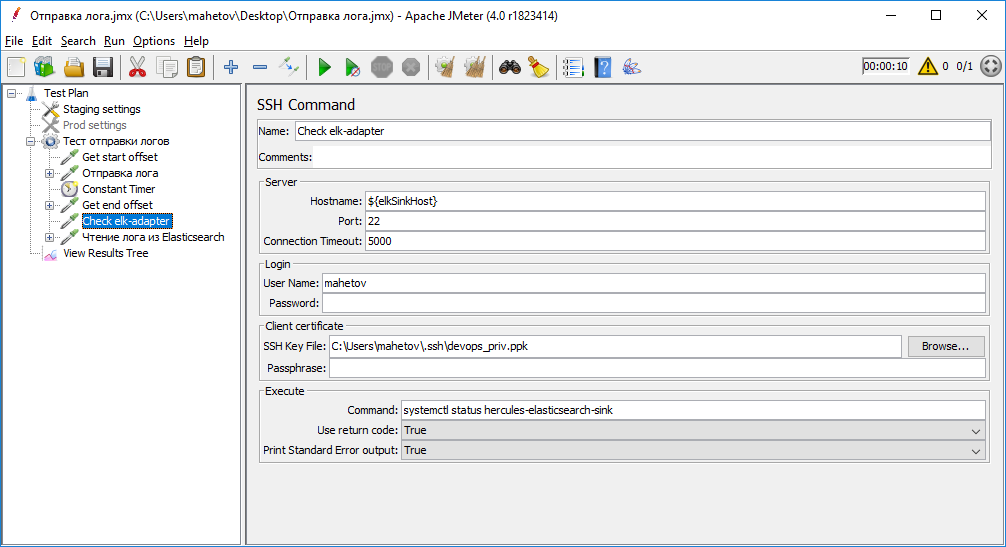 Отправка лога.jmx (C:\Users\mahetov\Desktop\Отправка лога.jmx) - Apache JMeter (4.0 r1823414)
File Edit Search Run Options Help
00:00:10 0 0/1
Test Plan
Staging settings
Prod settings
Тест отправки логов
Get start offset
Отправка лога
Constant Timer
Get end offset
Check elk-adapter
Чтение лога из Elasticsearch
View Results Tree
SSH Command
Name: Check elk-adapter
Comments:
Server
Hostname: ${elkSinkHost}
Port: 22
Connection Timeout: 5000
Login
User Name: mahetov
Password:
Client certificate
SSH Key File: C:\Users\mahetov\.ssh\devops_priv.ppk Browse...
Passphrase:
Execute
Command: systemctl status hercules-elasticsearch-sink
Use return code: True
Print Standard Error output: True